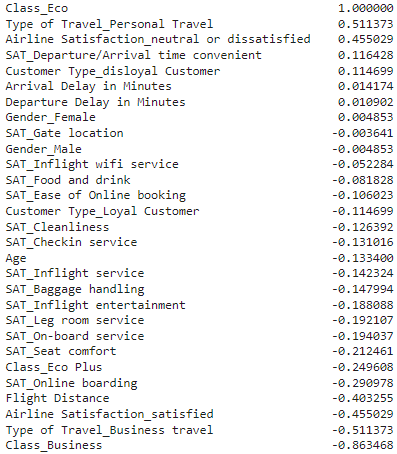 Class_Eco 1.000000
Type of Travel_Personal Travel 0.511373
Airline Satisfaction_neutral or dissatisfied 0.455029
SAT_Departure/Arrival time convenient 0.116428
Customer Type_disloyal Customer 0.114699
Arrival Delay in Minutes 0.014174
Departure Delay in Minutes 0.010902
Gender_Female 0.004853
SAT_Gate location -0.003641
Gender_Male -0.004853
SAT_Inflight wifi service -0.052284
SAT_Food and drink -0.081828
SAT_Ease of Online booking -0.106023
Customer Type_Loyal Customer -0.114699
SAT_Cleanliness -0.126392
SAT_Checkin service -0.131016
Age -0.133400
SAT_Inflight service -0.142324
SAT_Baggage handling -0.147994
SAT_Inflight entertainment -0.188088
SAT_Leg room service -0.192107
SAT_On-board service -0.194037
SAT_Seat comfort -0.212461
Class_Eco Plus -0.249608
SAT_Online boarding -0.290978
Flight Distance -0.403255
Airline Satisfaction_satisfied -0.455029
Type of Travel_Business travel -0.511373
Class_Business -0.863468